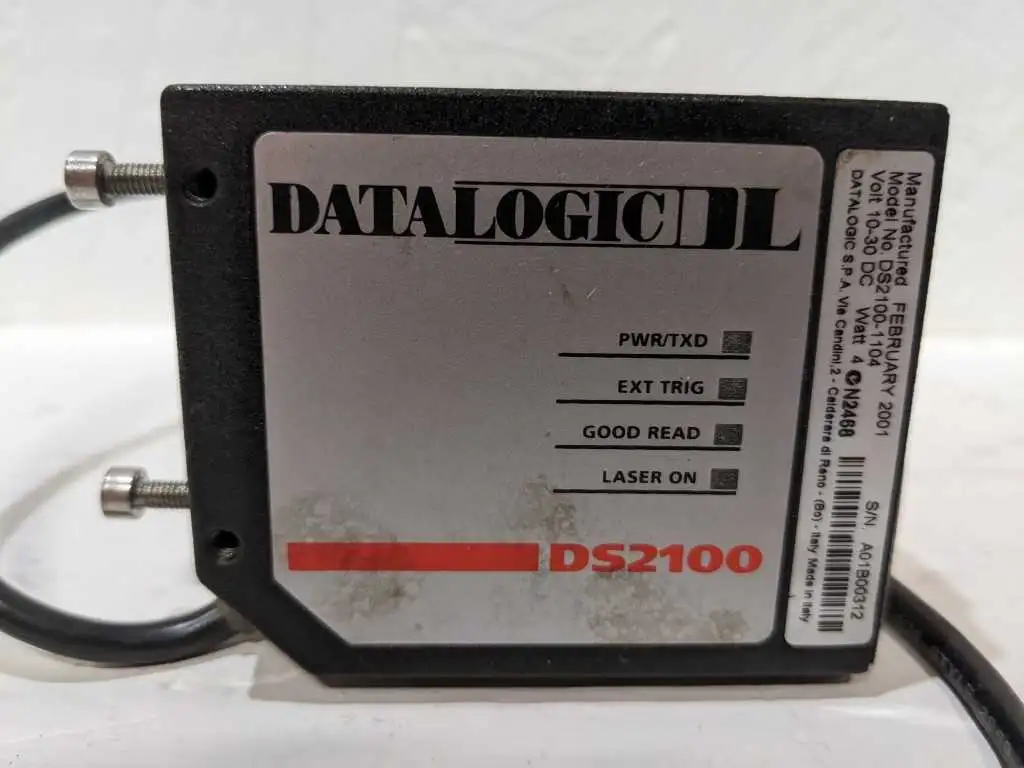 DATALOGIC DL
PWR/TXD
EXT TRIG
GOOD READ
LASER ON
DS2100
Manufactured FEBRUARY 2001
Model No. DS2100-1104
Volt 10-30 DC Watt 4 N2468
DATALOGIC S.P.A. Via Candini,2 - Calderara di Reno - (Bo) - Italy Made in Italy
S/N. A01B00312